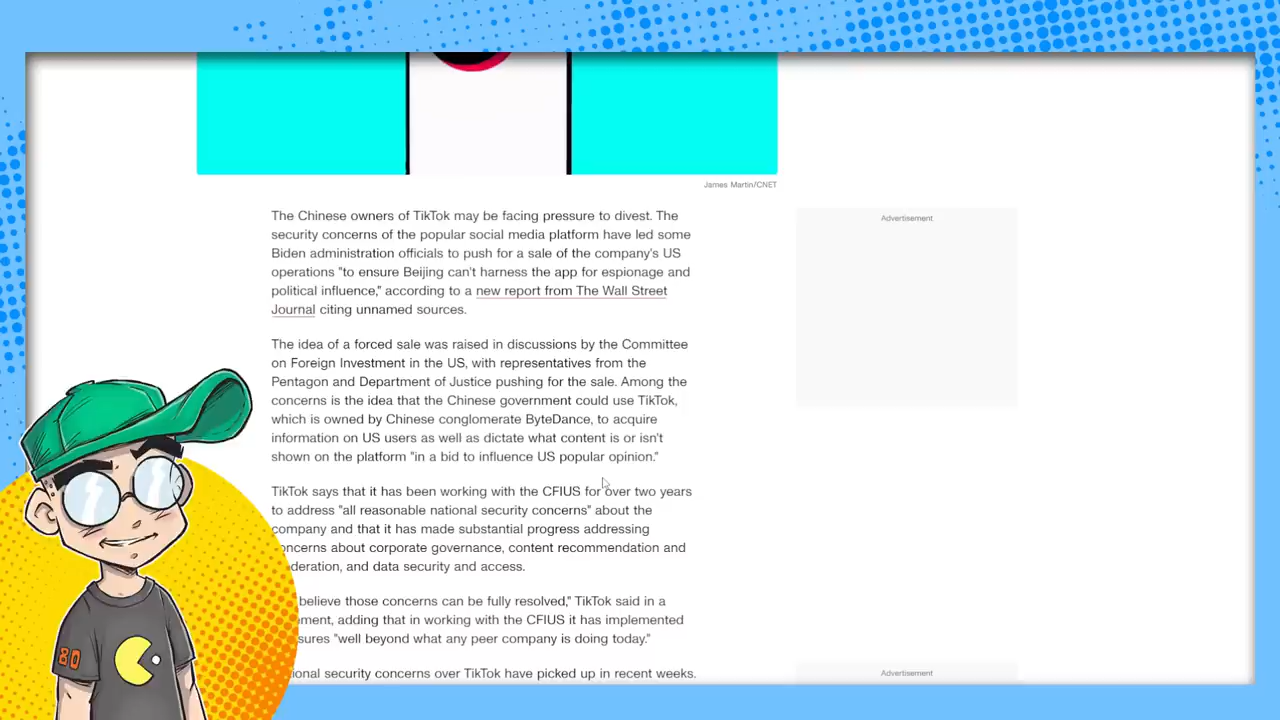 James Martin/CNET
The Chinese owners of TikTok may be facing pressure to divest. The
security concerns of the popular social media platform have led some
Biden administration officials to push for a sale of the company's US
operations "to ensure Beijing can't harness the app for espionage and
political influence," according to a new report from The Wall Street
Journal citing unnamed sources.
The idea of a forced sale was raised in discussions by the Committee
on Foreign Investment in the US, with representatives from the
Pentagon and Department of Justice pushing for the sale. Among the
concerns is the idea that the Chinese government could use TikTok,
which is owned by Chinese conglomerate ByteDance, to acquire
information on US users as well as dictate what content is or isn't
shown on the platform "in a bid to influence US popular opinion."
TikTok says that it has been working with the CFIUS for over two years
to address "all reasonable national security concerns" about the
company and that it has made substantial progress addressing
concerns about corporate governance, content recommendation and
deration, and data security and access.
believe those concerns can be fully resolved," TikTok said in a
ement, adding that in working with the CFIUS it has implemented
sures "well beyond what any peer company is doing today."
ional security concerns over TikTok have picked up in recent weeks.
Advertisement
Advertisement
80